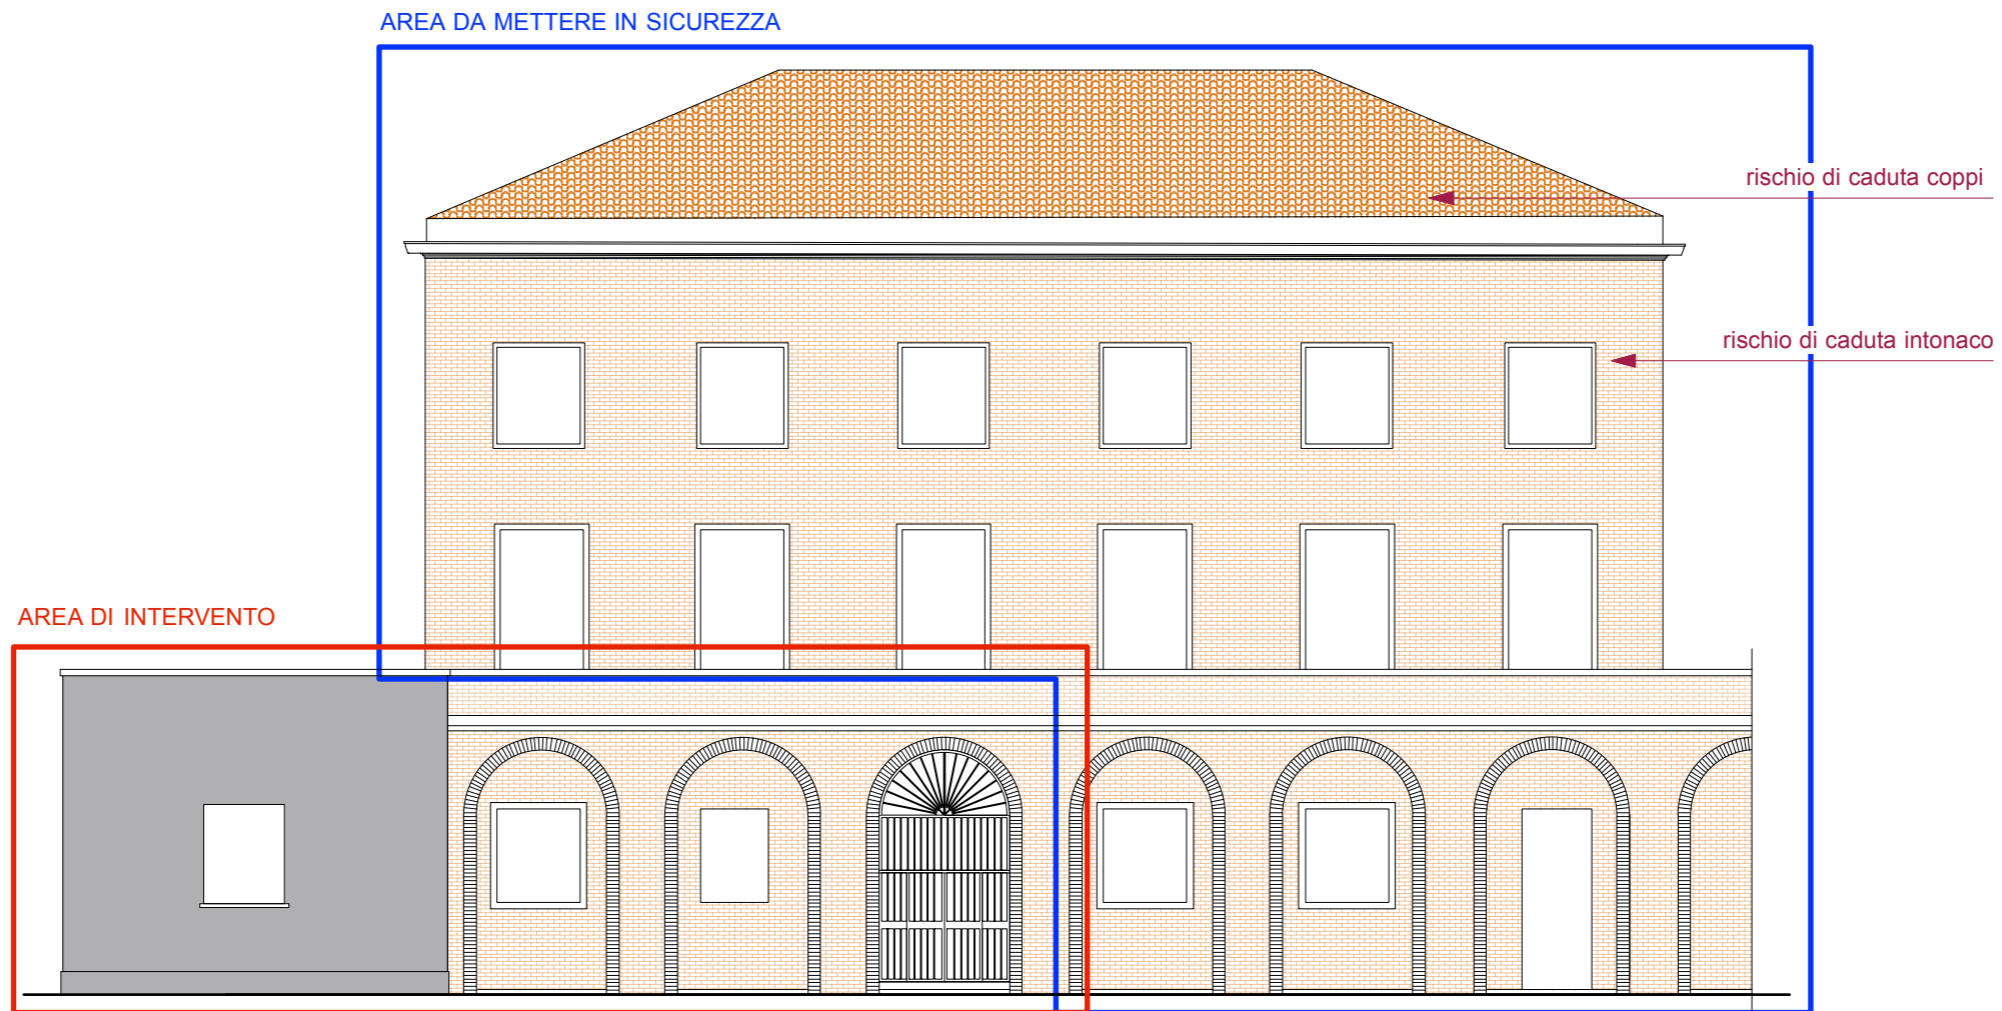 AREA DA METTERE IN SICUREZZA
rischio di caduta coppi
rischio di caduta intonaco
AREA DI INTERVENTO